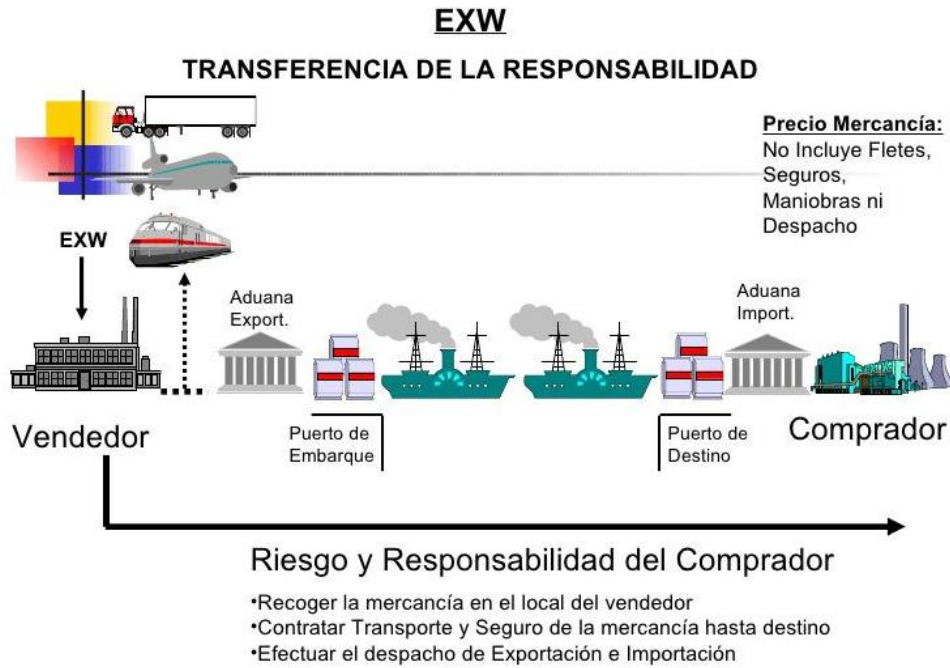 EXW
TRANSFERENCIA DE LA RESPONSABILIDAD
Precio Mercancía:
No Incluye Fletes,
Seguros,
Maniobras ni
Despacho
EXW
Aduana
Export.
Aduana
Import.
Vendedor
Puerto de
Embarque
Puerto de
Destino
Comprador
Riesgo y Responsabilidad del Comprador
•Recoger la mercancía en el local del vendedor
•Contratar Transporte y Seguro de la mercancía hasta destino
•Efectuar el despacho de Exportación e Importación